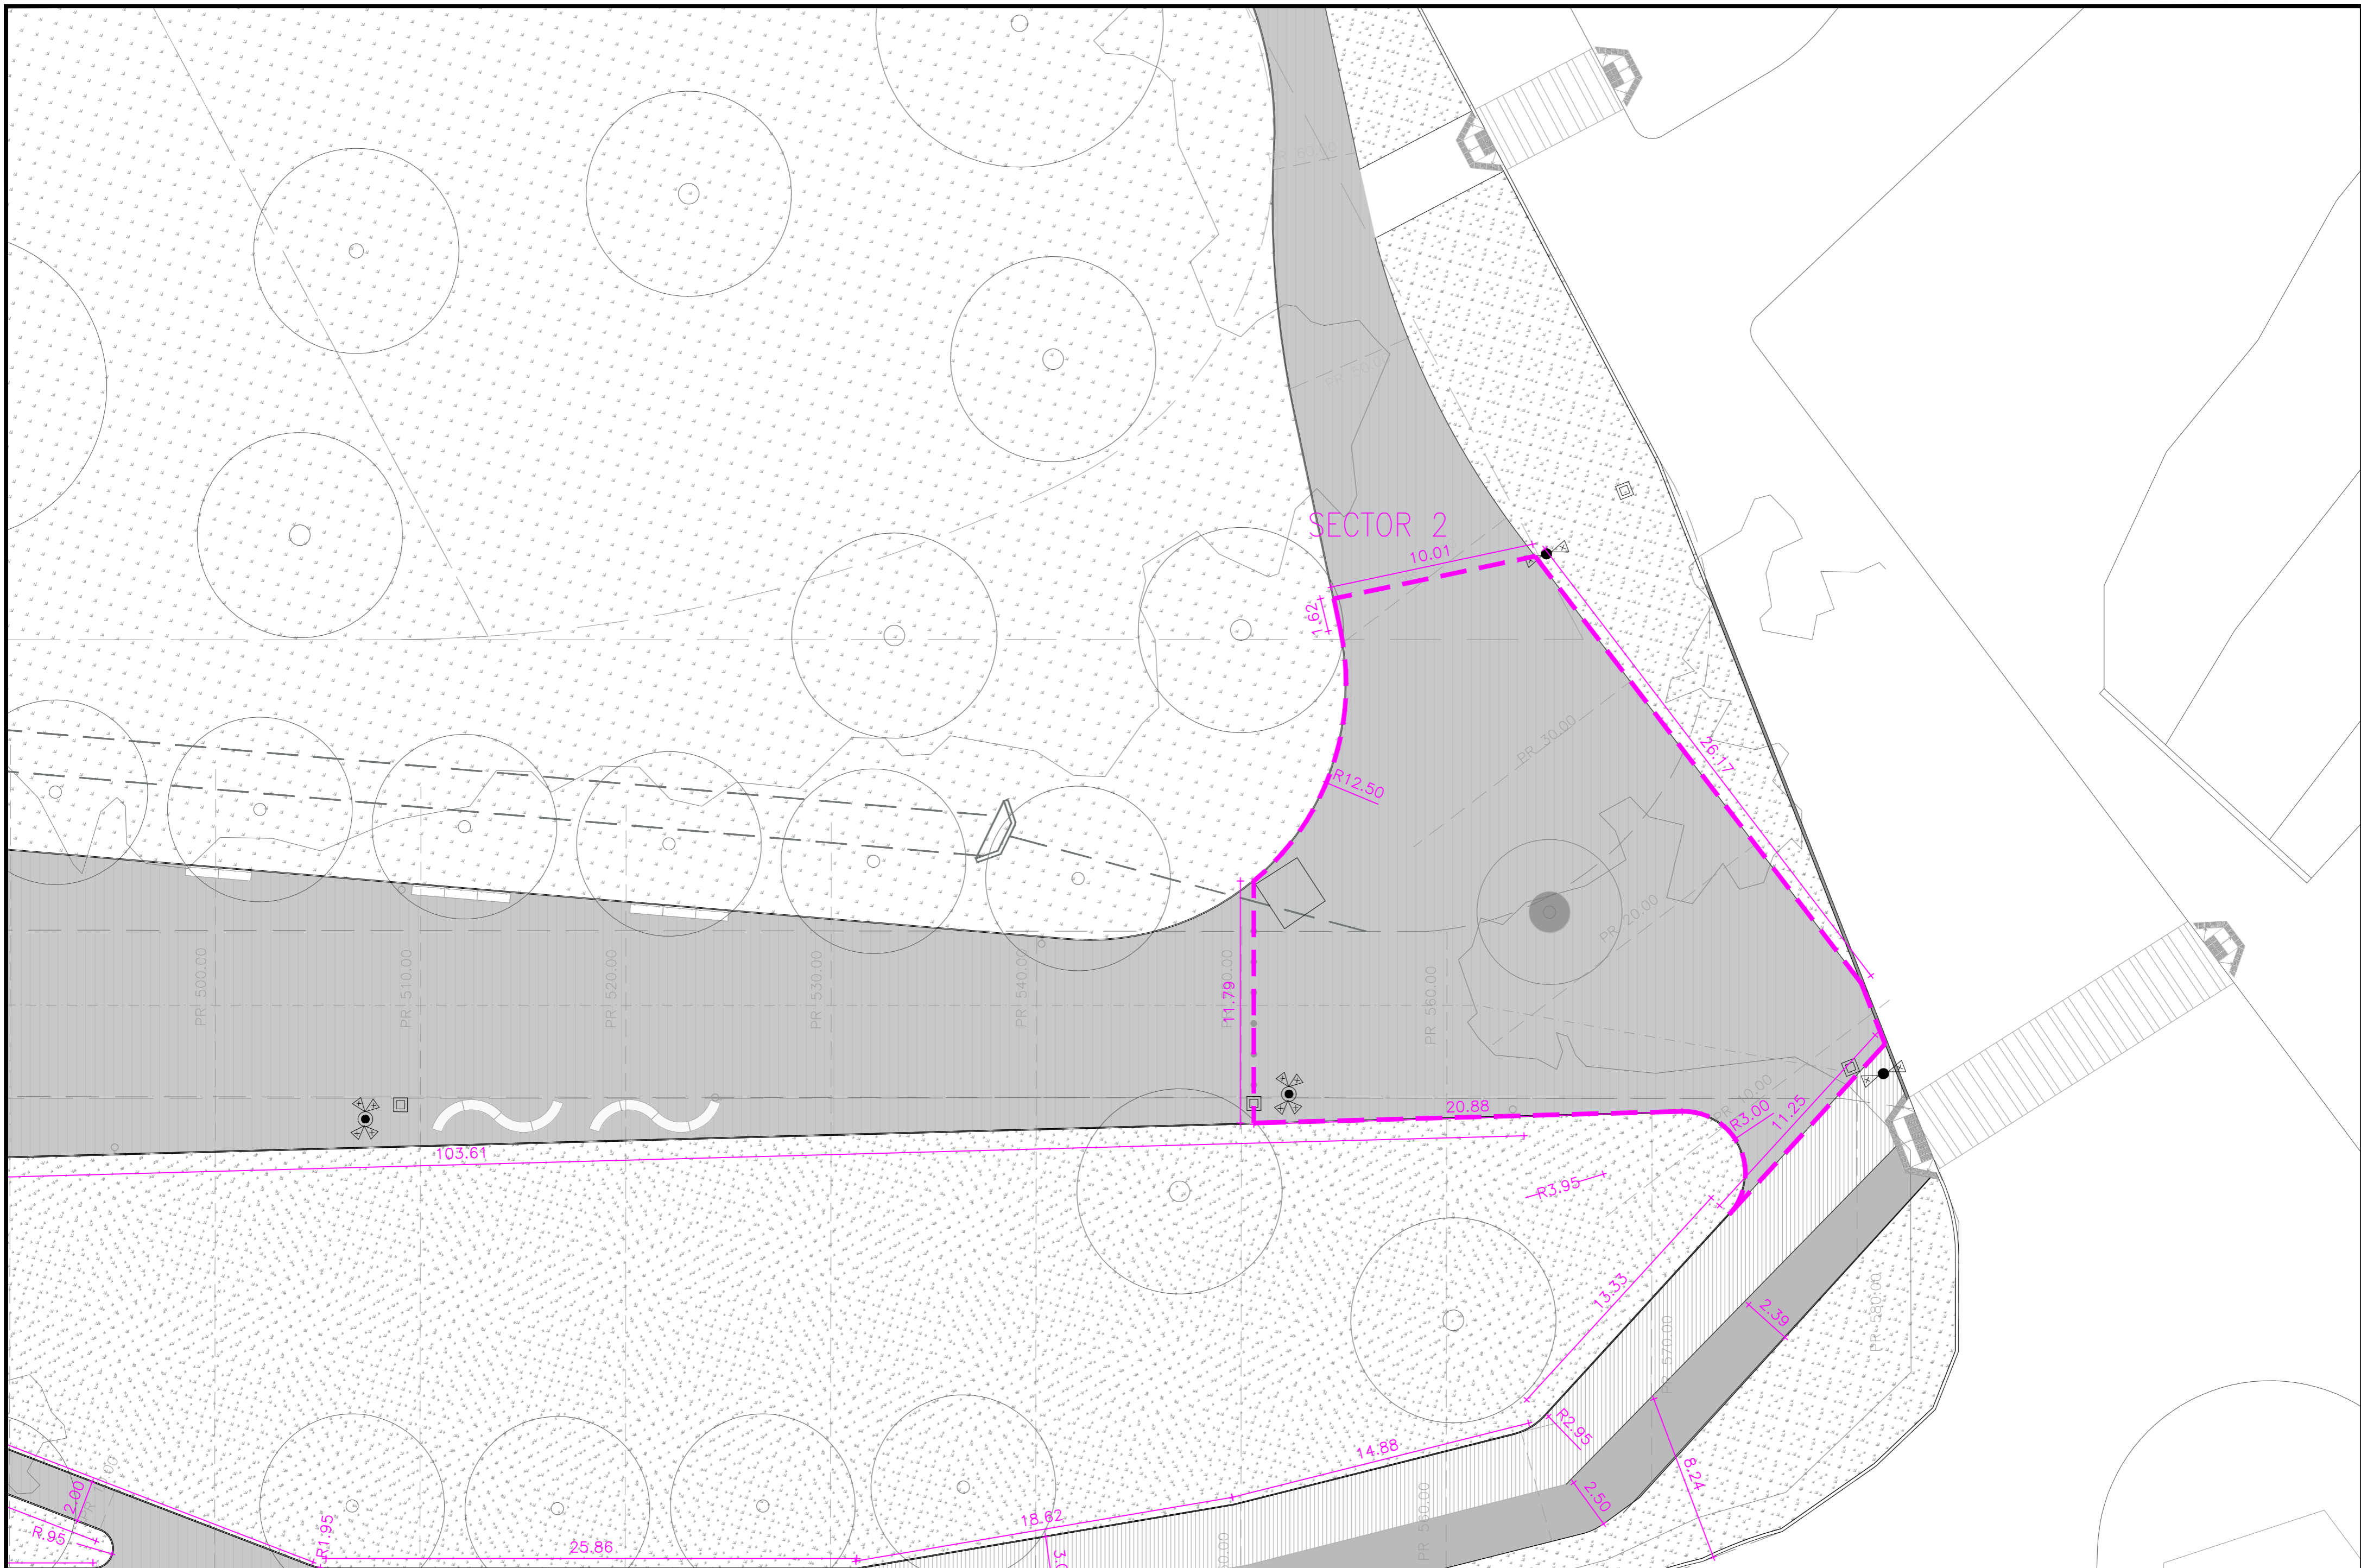 SECTOR 2
10.01
1.62
PR 30.00
26.17
R12.50
PR 20.00
PR 500.00
PR 510.00
PR 520.00
PR 530.00
PR 540.00
11.79
PR 560.00
PR 10.00
20.88
R3.00
11.25
103.61
R3.95
13.33
2.39
PR 580.00
PR 570.00
R2.95
14.88
8.24
2.50
PR 560.00
18.62
2.00
R.95
R1.95
25.86